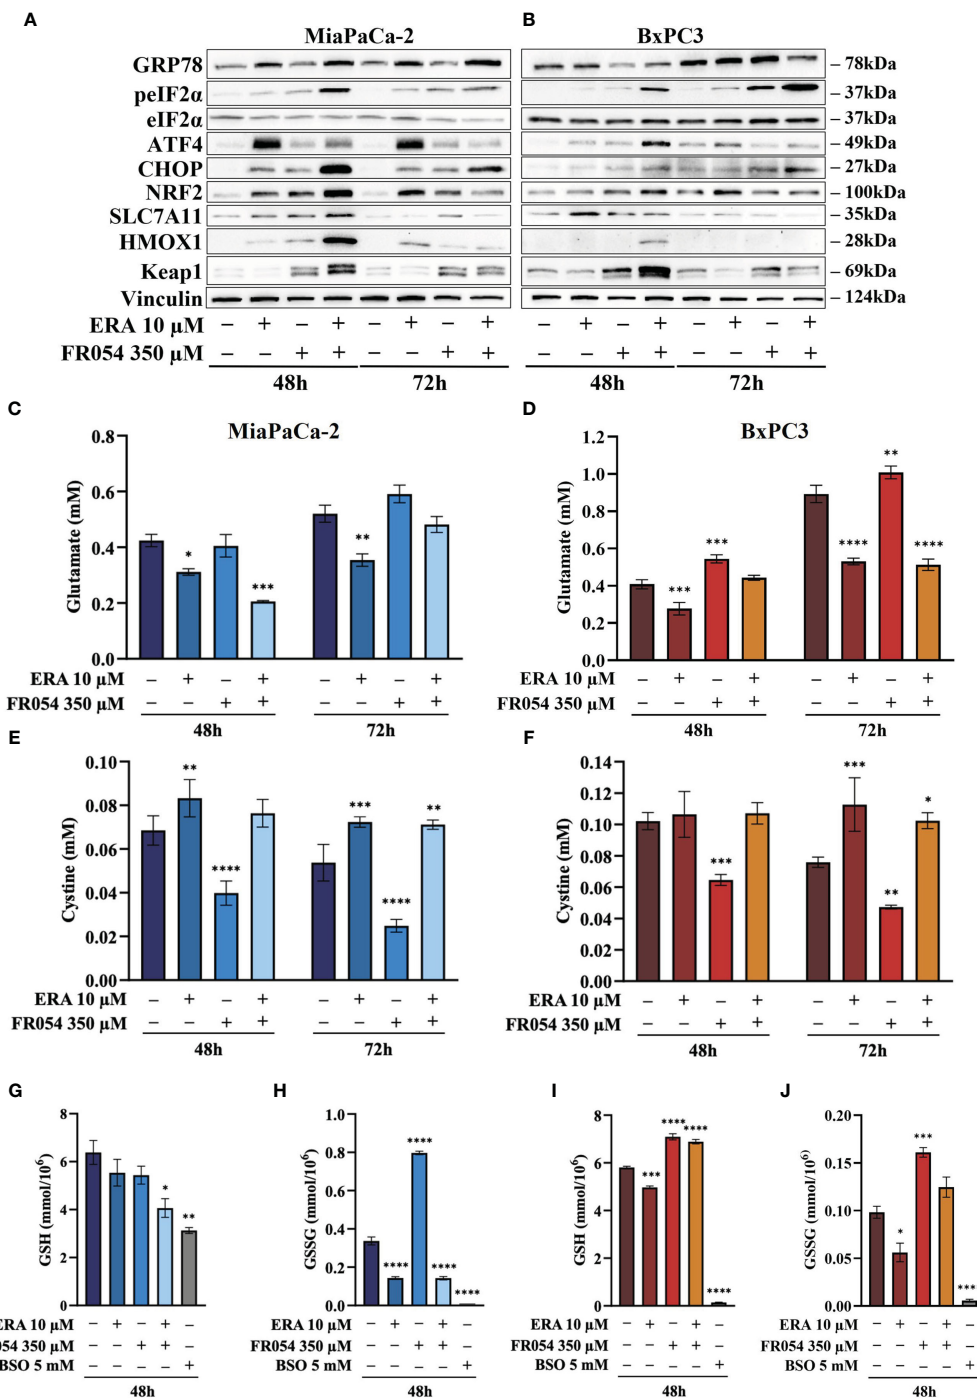 A
B
MiaPaCa-2
BxPC3
GRP78
– 78kDa
peIF2α
– 37kDa
eIF2α
– 37kDa
ATF4
– 49kDa
CHOP
– 27kDa
NRF2
– 100kDa
SLC7A11
– 35kDa
HMOX1
– 28kDa
Keap1
– 69kDa
Vinculin
– 124kDa
ERA 10 μM – + – + – + – + – + – + – + – +
FR054 350 μM – – + + – – + + – – + + – – + +
48h 72h 48h 72h
C
MiaPaCa-2
Glutamate (mM)
0.8
0.6
0.4
0.2
0.0
* *** **
ERA 10 μM – + – + – + – +
FR054 350 μM – – + + – – + +
48h 72h
D
BxPC3
Glutamate (mM)
1.2
1.0
0.8
0.6
0.4
0.2
0.0
*** *** **** ** ****
ERA 10 μM – + – + – + – +
FR054 350 μM – – + + – – + +
48h 72h
E
Cystine (mM)
0.10
0.08
0.06
0.04
0.02
0.00
** **** *** **** **
ERA 10 μM – + – + – + – +
FR054 350 μM – – + + – – + +
48h 72h
F
Cystine (mM)
0.14
0.12
0.10
0.08
0.06
0.04
0.02
0.00
*** *** ** *
ERA 10 μM – + – + – + – +
FR054 350 μM – – + + – – + +
48h 72h
G
GSH (mmol/10⁶)
8
6
4
2
0
* **
ERA 10 μM – + – + –
FR054 350 μM – – + + –
BSO 5 mM – – – – +
48h
H
GSSG (mmol/10⁶)
1.0
0.8
0.6
0.4
0.2
0.0
**** **** **** ****
ERA 10 μM – + – + –
FR054 350 μM – – + + –
BSO 5 mM – – – – +
48h
I
GSH (mmol/10⁶)
8
6
4
2
0
*** **** **** ****
ERA 10 μM – + – + –
FR054 350 μM – – + + –
BSO 5 mM – – – – +
48h
J
GSSG (mmol/10⁶)
0.20
0.15
0.10
0.05
0.00
* *** ***
ERA 10 μM – + – + –
FR054 350 μM – – + + –
BSO 5 mM – – – – +
48h